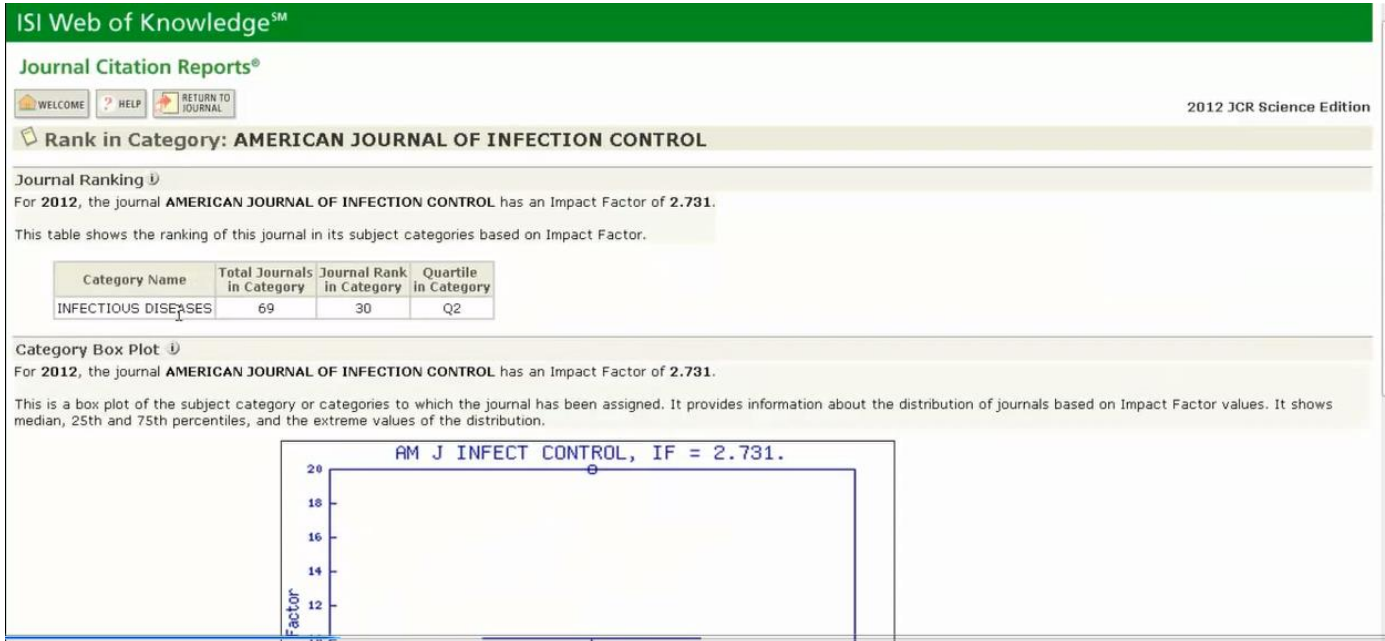 ISI Web of Knowledge℠
Journal Citation Reports®
WELCOME ? HELP RETURN TO JOURNAL
2012 JCR Science Edition
Rank in Category: AMERICAN JOURNAL OF INFECTION CONTROL
Journal Ranking i
For 2012, the journal AMERICAN JOURNAL OF INFECTION CONTROL has an Impact Factor of 2.731.
This table shows the ranking of this journal in its subject categories based on Impact Factor.
Category Name Total Journals in Category Journal Rank in Category Quartile in Category
INFECTIOUS DISEASES 69 30 Q2
Category Box Plot i
For 2012, the journal AMERICAN JOURNAL OF INFECTION CONTROL has an Impact Factor of 2.731.
This is a box plot of the subject category or categories to which the journal has been assigned. It provides information about the distribution of journals based on Impact Factor values. It shows
median, 25th and 75th percentiles, and the extreme values of the distribution.
AM J INFECT CONTROL, IF = 2.731.
20
18
16
14
12
Factor